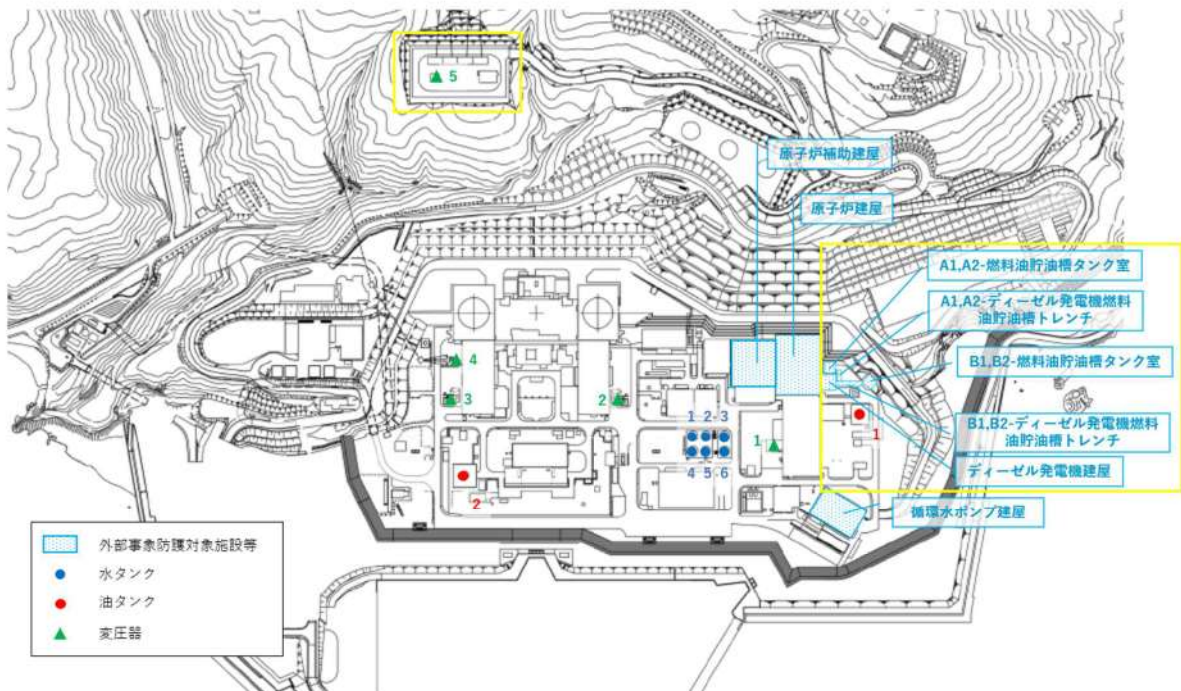 5
原子炉補助建屋
原子炉建屋
A1,A2-燃料油貯油槽タンク室
A1,A2-ディーゼル発電機燃料
油貯油槽トレンチ
B1,B2-燃料油貯油槽タンク室
B1,B2-ディーゼル発電機燃料
油貯油槽トレンチ
ディーゼル発電機建屋
循環水ポンプ建屋
4
3
2
1 2 3
4 5 6
1
1
2
外部事象防護対象施設等
水タンク
油タンク
変圧器